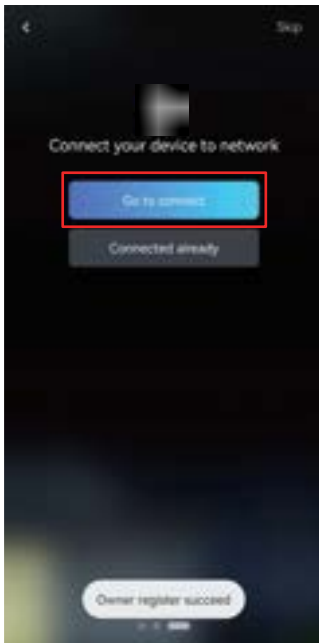 Skip
Connect your device to network
Go to connect
Connected already
Owner register succeed